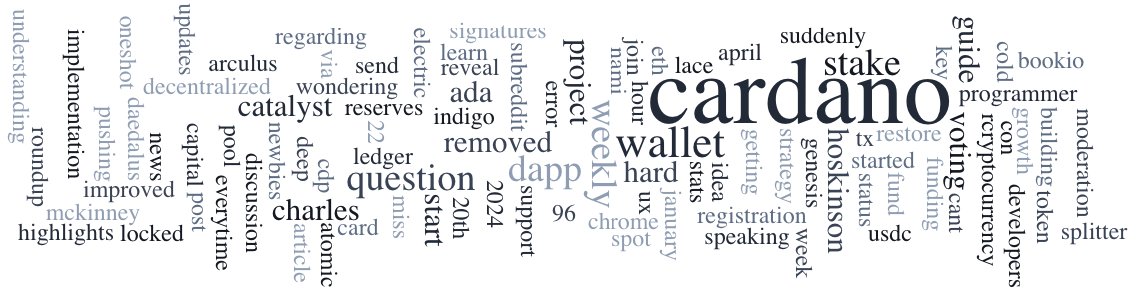 understanding
roundup
implementation
highlights
mckinney
improved
pushing
oneshot
daedalus
news
locked
decentralized
updates
capital
post
arculus
pool
everytime
discussion
regarding
newbies
deep
cdp
catalyst
wondering
charles
article
atomic
card
via
send
reserves
22
ledger
question
miss
electric
learn
reveal
signatures
ada
indigo
start
20th
2024
removed
subreddit
support
dapp
error
96
project
weekly
nami
join
hour
eth
lace
april
cardano
wallet
hard
chrome
spot
ux
january
stats
idea
getting
registration
speaking
strategy
genesis
week
suddenly
stake
hoskinson
tx
restore
started
status
fund
usdc
funding
key
guide
voting
cant
cold
bookio
programmer
rcryptocurrency
con
developers
growth
building
token
moderation
splitter